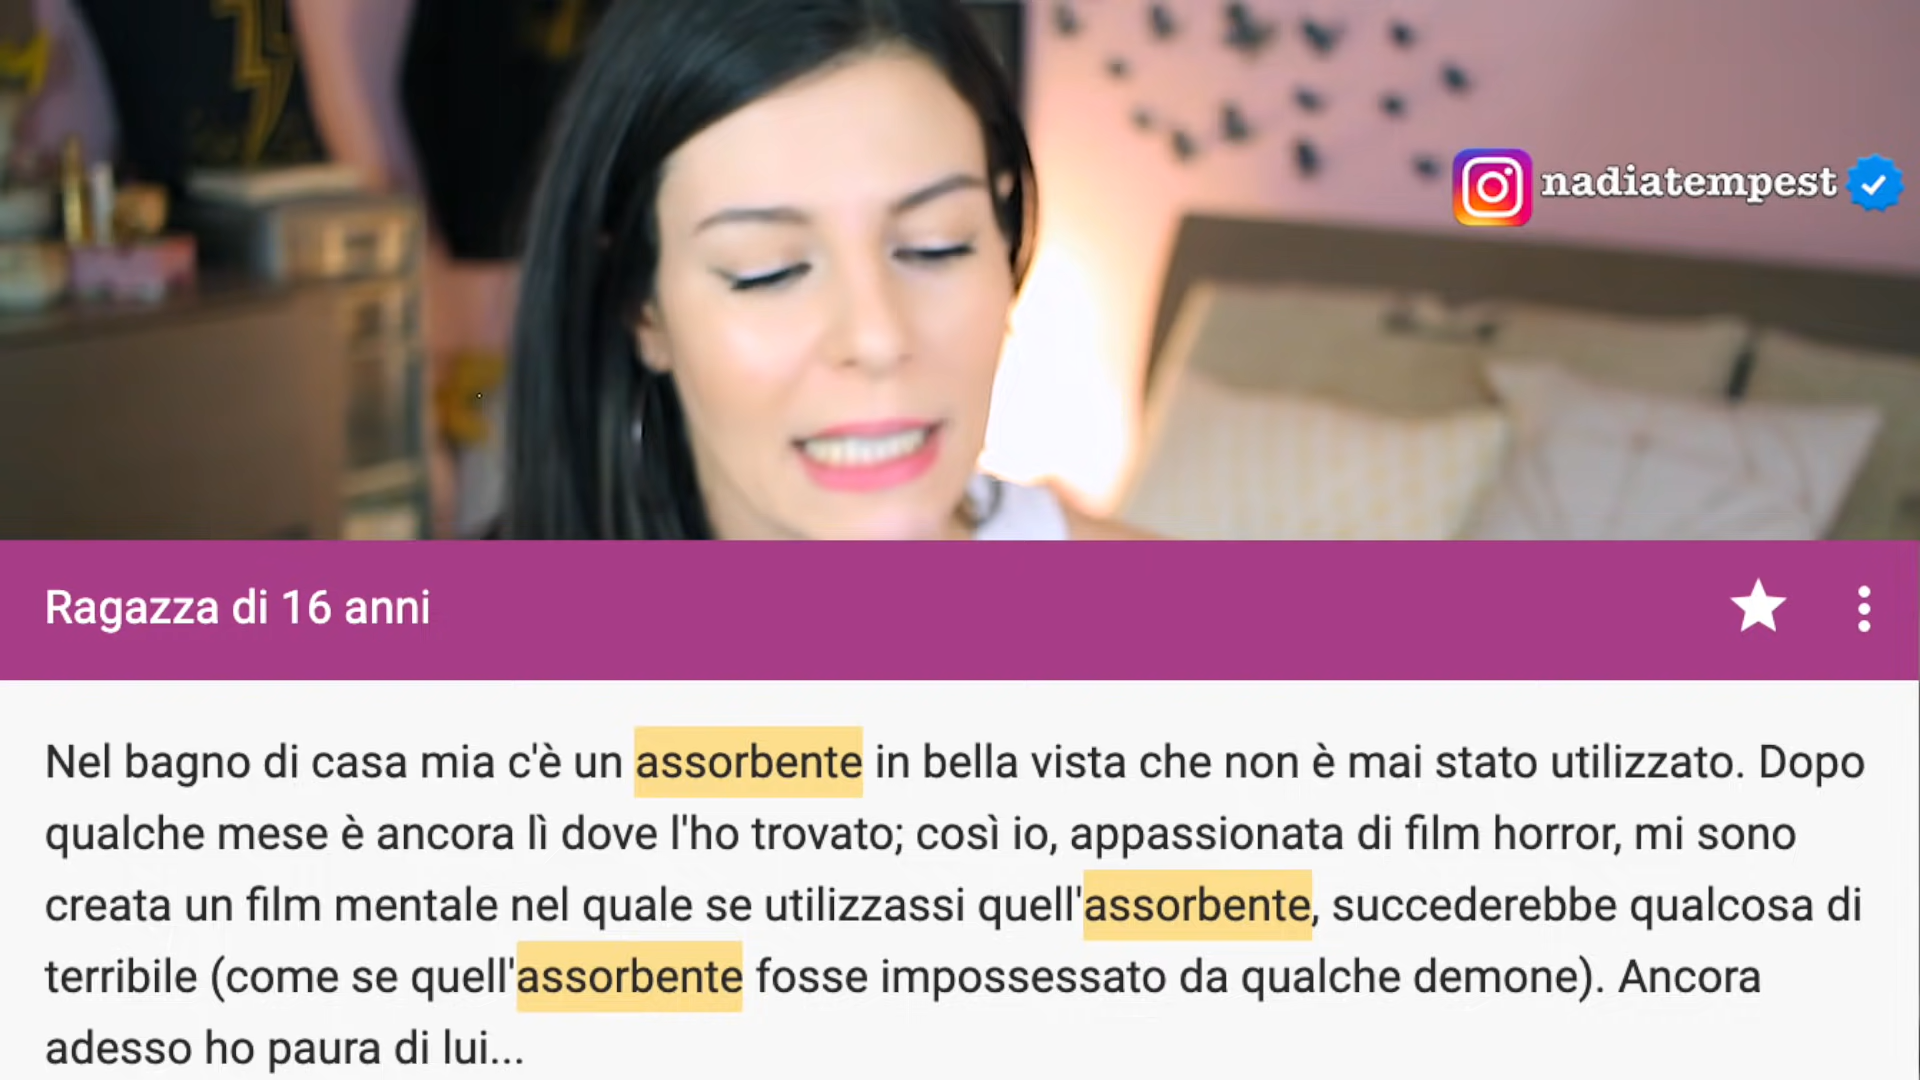 nadiatempest
Ragazza di 16 anni
Nel bagno di casa mia c'è un assorbente in bella vista che non è mai stato utilizzato. Dopo
qualche mese è ancora lì dove l'ho trovato; così io, appassionata di film horror, mi sono
creata un film mentale nel quale se utilizzassi quell'assorbente, succederebbe qualcosa di
terribile (come se quell'assorbente fosse impossessato da qualche demone). Ancora
adesso ho paura di lui...